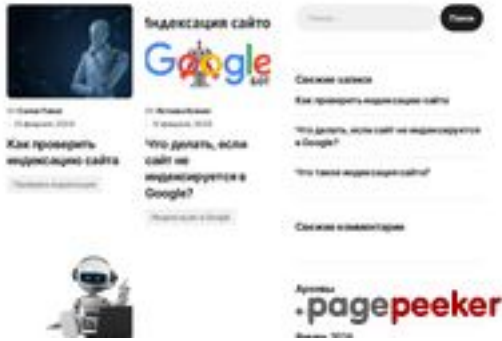 Индексация сайто
Google
Поиск
Как проверить
индексацию сайта
Что делать, если
сайт не
индексируется в
Google?
Свежие записи
Как проверить индексацию сайта
Что делать, если сайт не индексируется
в Google?
Что такое индексация сайта?
Свежие комментарии
Архивы
pagepeeker